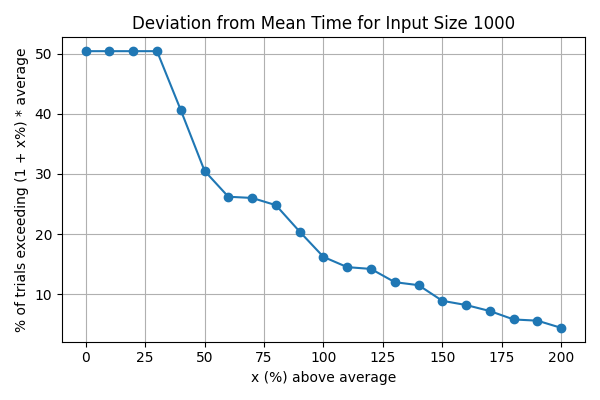 Deviation from Mean Time for Input Size 1000
% of trials exceeding (1 + x%) * average
50
40
30
20
10
0 25 50 75 100 125 150 175 200
x (%) above average